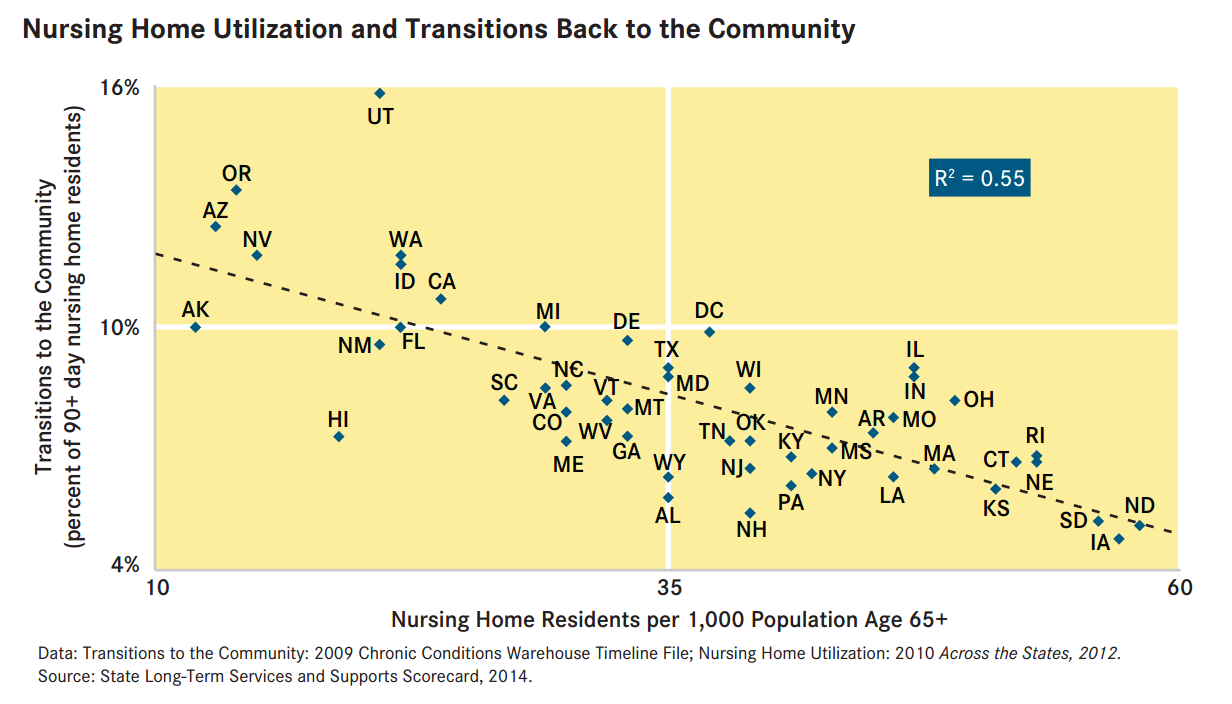 Nursing Home Utilization and Transitions Back to the Community
Transitions to the Community
(percent of 90+ day nursing home residents)
16%
UT
R² = 0.55
OR
AZ
NV
WA
ID
CA
AK
MI
DC
10%
DE
NM
FL
TX
IL
NC
WI
SC
VT
MD
IN
VA
MT
MN
OH
HI
CO
WV
TN
OK
AR
MO
GA
KY
RI
ME
WY
NJ
MS
MA
CT
NY
NE
AL
PA
LA
KS
NH
SD
ND
IA
4%
10
35
60
Nursing Home Residents per 1,000 Population Age 65+
Data: Transitions to the Community: 2009 Chronic Conditions Warehouse Timeline File; Nursing Home Utilization: 2010 Across the States, 2012.
Source: State Long-Term Services and Supports Scorecard, 2014.